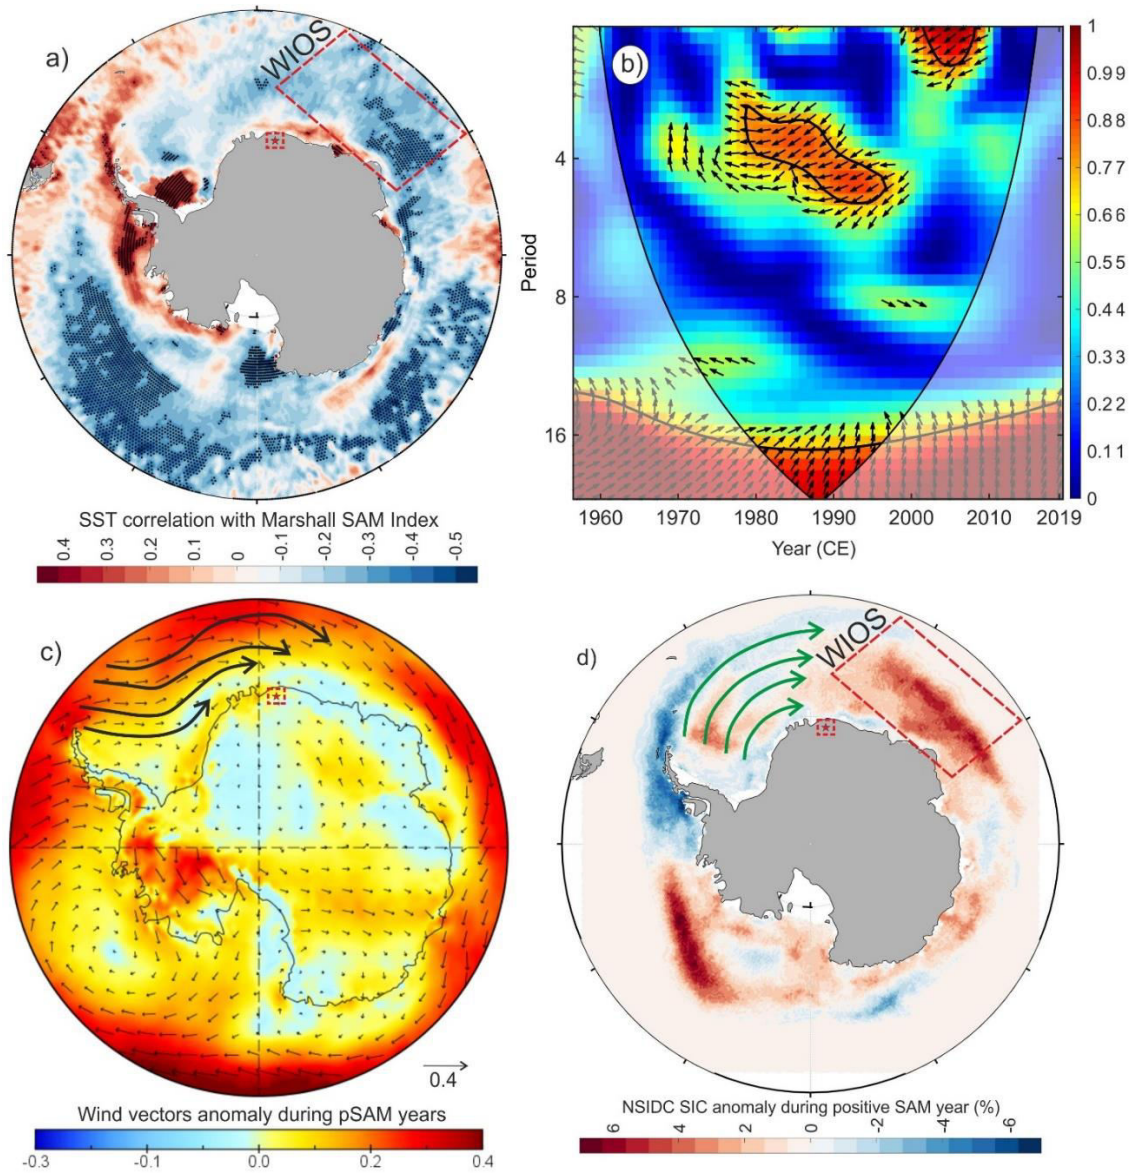 a)
WIOS
SST correlation with Marshall SAM Index
0.4 0.3 0.2 0.1 0 -0.1 -0.2 -0.3 -0.4 -0.5
b)
1
0.99
0.88
0.77
0.66
0.55
0.44
0.33
0.22
0.11
0
Period
4
8
16
1960 1970 1980 1990 2000 2010 2019
Year (CE)
c)
0.4
Wind vectors anomaly during pSAM years
-0.3 -0.1 0.0 0.2 0.4
d)
WIOS
NSIDC SIC anomaly during positive SAM year (%)
6 4 2 0 -2 -4 -6